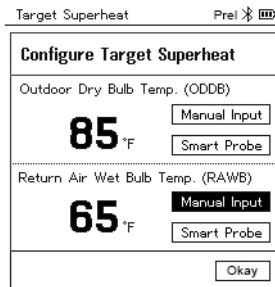 Target Superheat Prel
Configure Target Superheat
Outdoor Dry Bulb Temp. (ODDB)
85 °F
Manual Input
Smart Probe
Return Air Wet Bulb Temp. (RAWB)
65 °F
Manual Input
Smart Probe
Okay